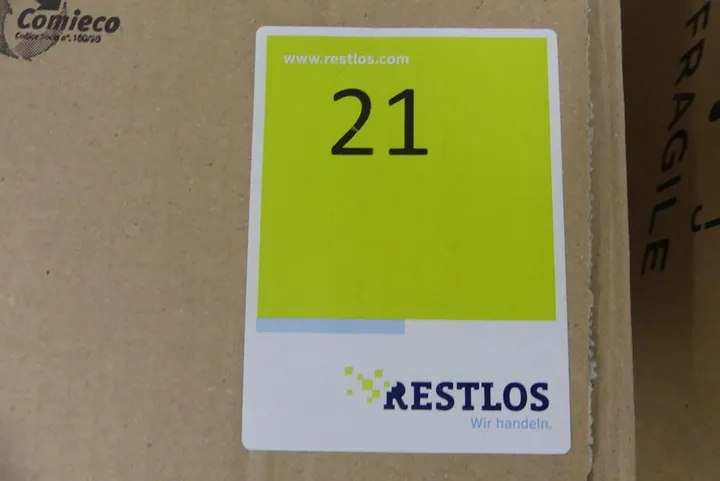 Comieco
www.restlos.com
21
RESTLOS
Wir handeln.
FRAGILE